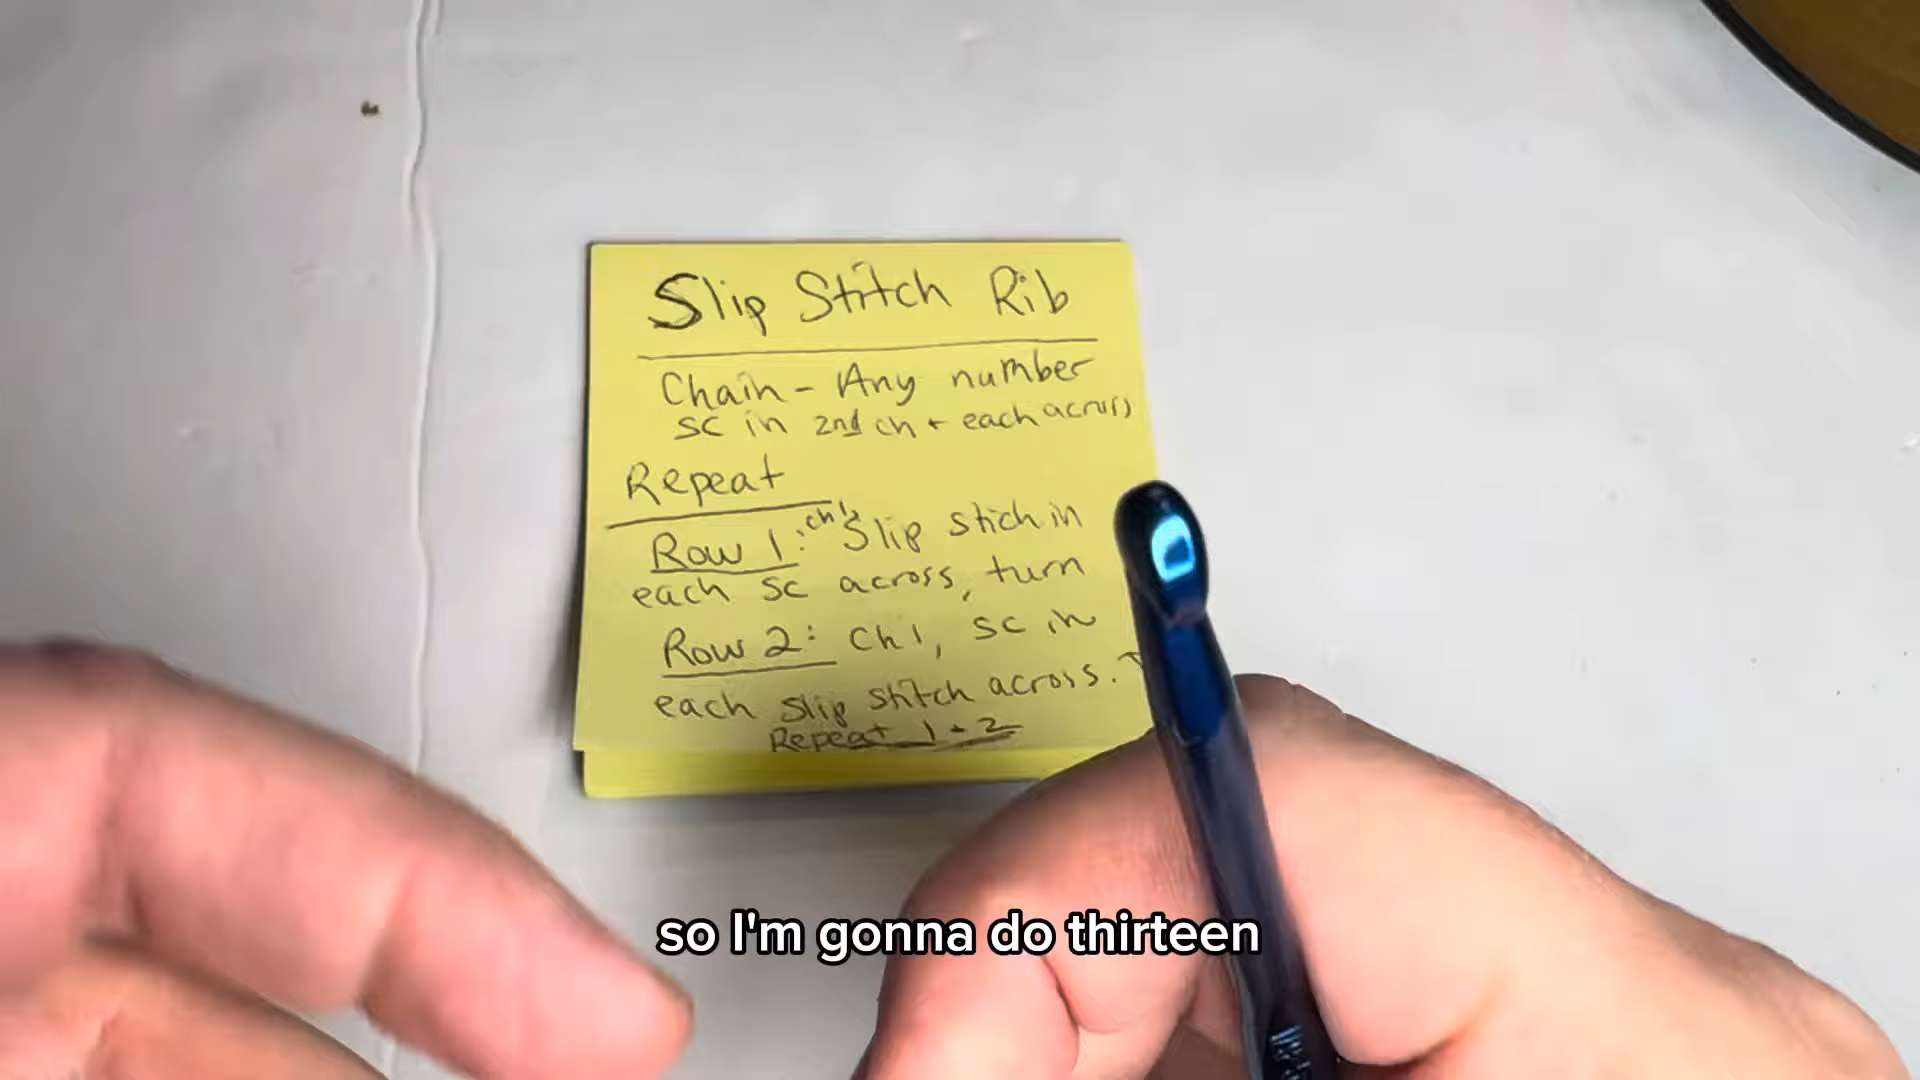 Slip Stitch Rib
Chain - Any number
SC in 2nd ch + each across
Repeat
Row 1: ch1, Slip stich in
each SC across, turn
Row 2: Ch 1, SC in
each slip stitch across. T
Repeat 1 + 2
so I'm gonna do thirteen